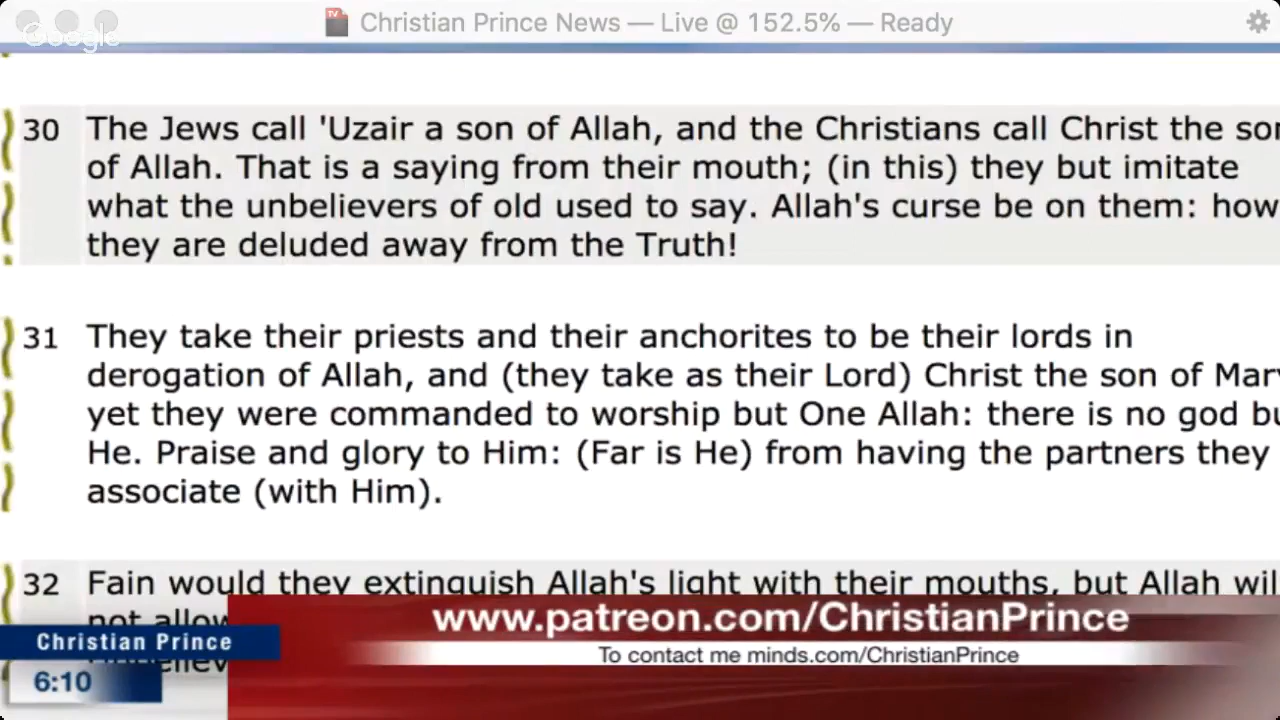 Christian Prince News — Live @ 152.5% — Ready
Google
30 The Jews call 'Uzair a son of Allah, and the Christians call Christ the son
of Allah. That is a saying from their mouth; (in this) they but imitate
what the unbelievers of old used to say. Allah's curse be on them: how
they are deluded away from the Truth!
31 They take their priests and their anchorites to be their lords in
derogation of Allah, and (they take as their Lord) Christ the son of Mary
yet they were commanded to worship but One Allah: there is no god bu
He. Praise and glory to Him: (Far is He) from having the partners they
associate (with Him).
32 Fain would they extinguish Allah's light with their mouths, but Allah wil
not allow
www.patreon.com/ChristianPrince
Christian Prince
To contact me minds.com/ChristianPrince
6:10